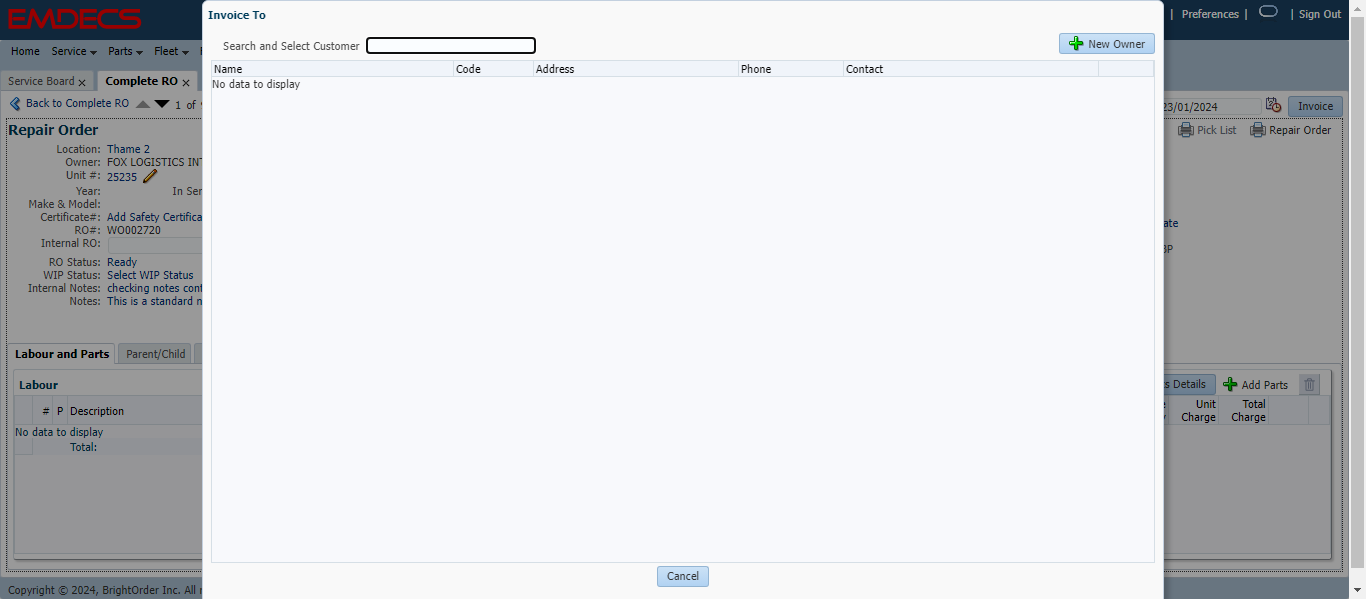 EMDECS
Invoice To
| Preferences | | Sign Out
Home Service Parts Fleet
Search and Select Customer
New Owner
Service Board x Complete RO x
Name Code Address Phone Contact
No data to display
Back to Complete RO 1 of
23/01/2024 Invoice
Repair Order
Pick List Repair Order
Location: Thame 2
Owner: FOX LOGISTICS INT
Unit #: 25235
Year: In Ser
Make & Model:
Certificate#: Add Safety Certifica
RO#: WO002720
Internal RO:
RO Status: Ready
WIP Status: Select WIP Status
Internal Notes: checking notes cont
Notes: This is a standard n
ate
BP
Labour and Parts Parent/Child
Labour
s Details Add Parts
# P Description
Unit Charge Total Charge
No data to display
Total:
Cancel
Copyright © 2024, BrightOrder Inc. All r